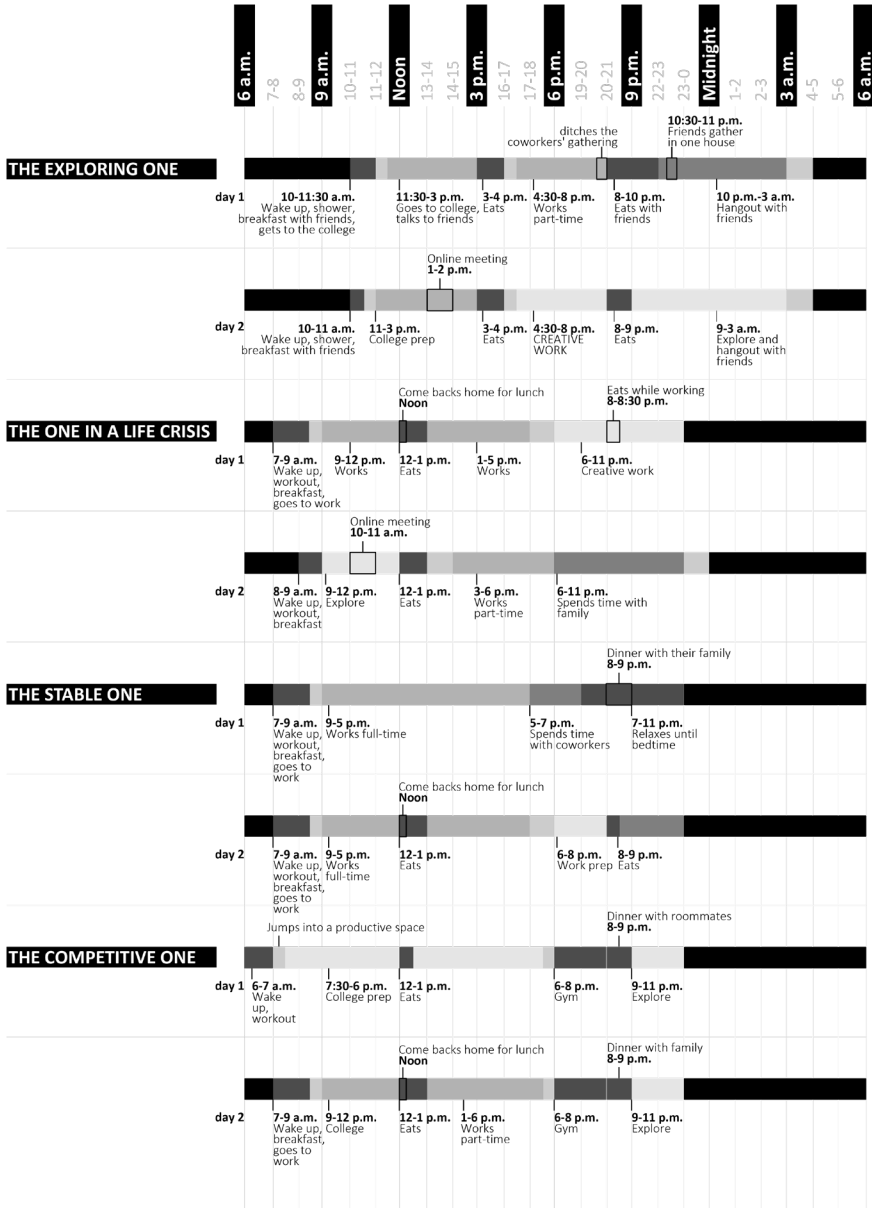 6 a.m.
7-8
8-9
9 a.m.
10-11
11-12
Noon
13-14
14-15
3 p.m.
16-17
17-18
6 p.m.
19-20
20-21
9 p.m.
22-23
23-0
Midnight
1-2
2-3
3 a.m.
4-5
5-6
6 a.m.
ditches the
coworkers' gathering
10:30-11 p.m.
Friends gather
in one house
THE EXPLORING ONE
day 1
10-11:30 a.m.
Wake up, shower,
breakfast with friends,
gets to the college
11:30-3 p.m.
Goes to college,
talks to friends
3-4 p.m.
Eats
4:30-8 p.m.
Works
part-time
8-10 p.m.
Eats with
friends
10 p.m.-3 a.m.
Hangout with
friends
Online meeting
1-2 p.m.
day 2
10-11 a.m.
Wake up, shower,
breakfast with friends
11-3 p.m.
College prep
3-4 p.m.
Eats
4:30-8 p.m.
CREATIVE
WORK
8-9 p.m.
Eats
9-3 a.m.
Explore and
hangout with
friends
Come backs home for lunch
Noon
Eats while working
8-8:30 p.m.
THE ONE IN A LIFE CRISIS
day 1
7-9 a.m.
Wake up,
workout,
breakfast,
goes to work
9-12 p.m.
Works
12-1 p.m.
Eats
1-5 p.m.
Works
6-11 p.m.
Creative work
Online meeting
10-11 a.m.
day 2
8-9 a.m.
Wake up,
workout,
breakfast
9-12 p.m.
Explore
12-1 p.m.
Eats
3-6 p.m.
Works
part-time
6-11 p.m.
Spends time with
family
Dinner with their family
8-9 p.m.
THE STABLE ONE
day 1
7-9 a.m.
Wake up,
workout,
breakfast,
goes to
work
9-5 p.m.
Works full-time
5-7 p.m.
Spends time
with coworkers
7-11 p.m.
Relaxes until
bedtime
Come backs home for lunch
Noon
day 2
7-9 a.m.
Wake up,
workout,
breakfast,
goes to
work
9-5 p.m.
Works
full-time
12-1 p.m.
Eats
6-8 p.m.
Work prep
8-9 p.m.
Eats
Jumps into a productive space
Dinner with roommates
8-9 p.m.
THE COMPETITIVE ONE
day 1
6-7 a.m.
Wake
up,
workout
7:30-6 p.m.
College prep
12-1 p.m.
Eats
6-8 p.m.
Gym
9-11 p.m.
Explore
Come backs home for lunch
Noon
Dinner with family
8-9 p.m.
day 2
7-9 a.m.
Wake up,
breakfast,
goes to
work
9-12 p.m.
College
12-1 p.m.
Eats
1-6 p.m.
Works
part-time
6-8 p.m.
Gym
9-11 p.m.
Explore